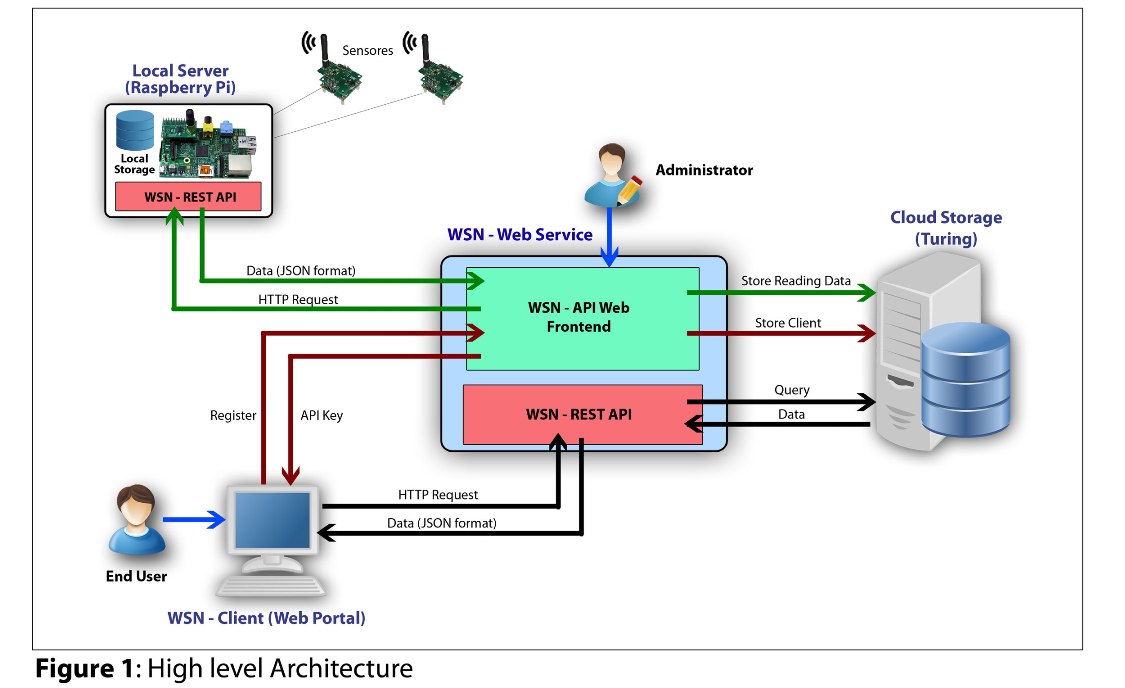 Sensores
Local Server
(Raspberry Pi)
Local
Storage
WSN - REST API
Administrator
WSN - Web Service
Cloud Storage
(Turing)
Data (JSON format)
HTTP Request
WSN - API Web
Frontend
Store Reading Data
Store Client
Register
API Key
WSN - REST API
Query
Data
HTTP Request
Data (JSON format)
End User
WSN - Client (Web Portal)
Figure 1: High level Architecture